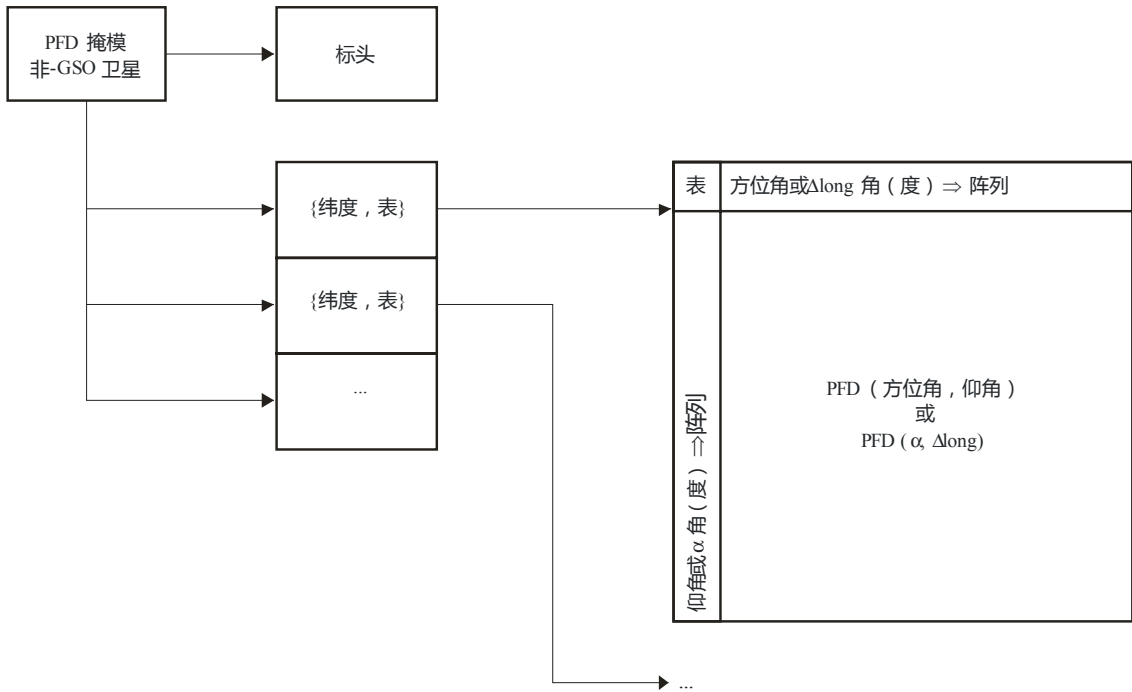 PFD 掩模
非-GSO 卫星
标头
{纬度，表}
{纬度，表}
...
表
方位角或Δlong 角（度）⇒ 阵列
仰角或α 角（度）⇒阵列
PFD（方位角，仰角）
或
PFD (α, Δlong)
...